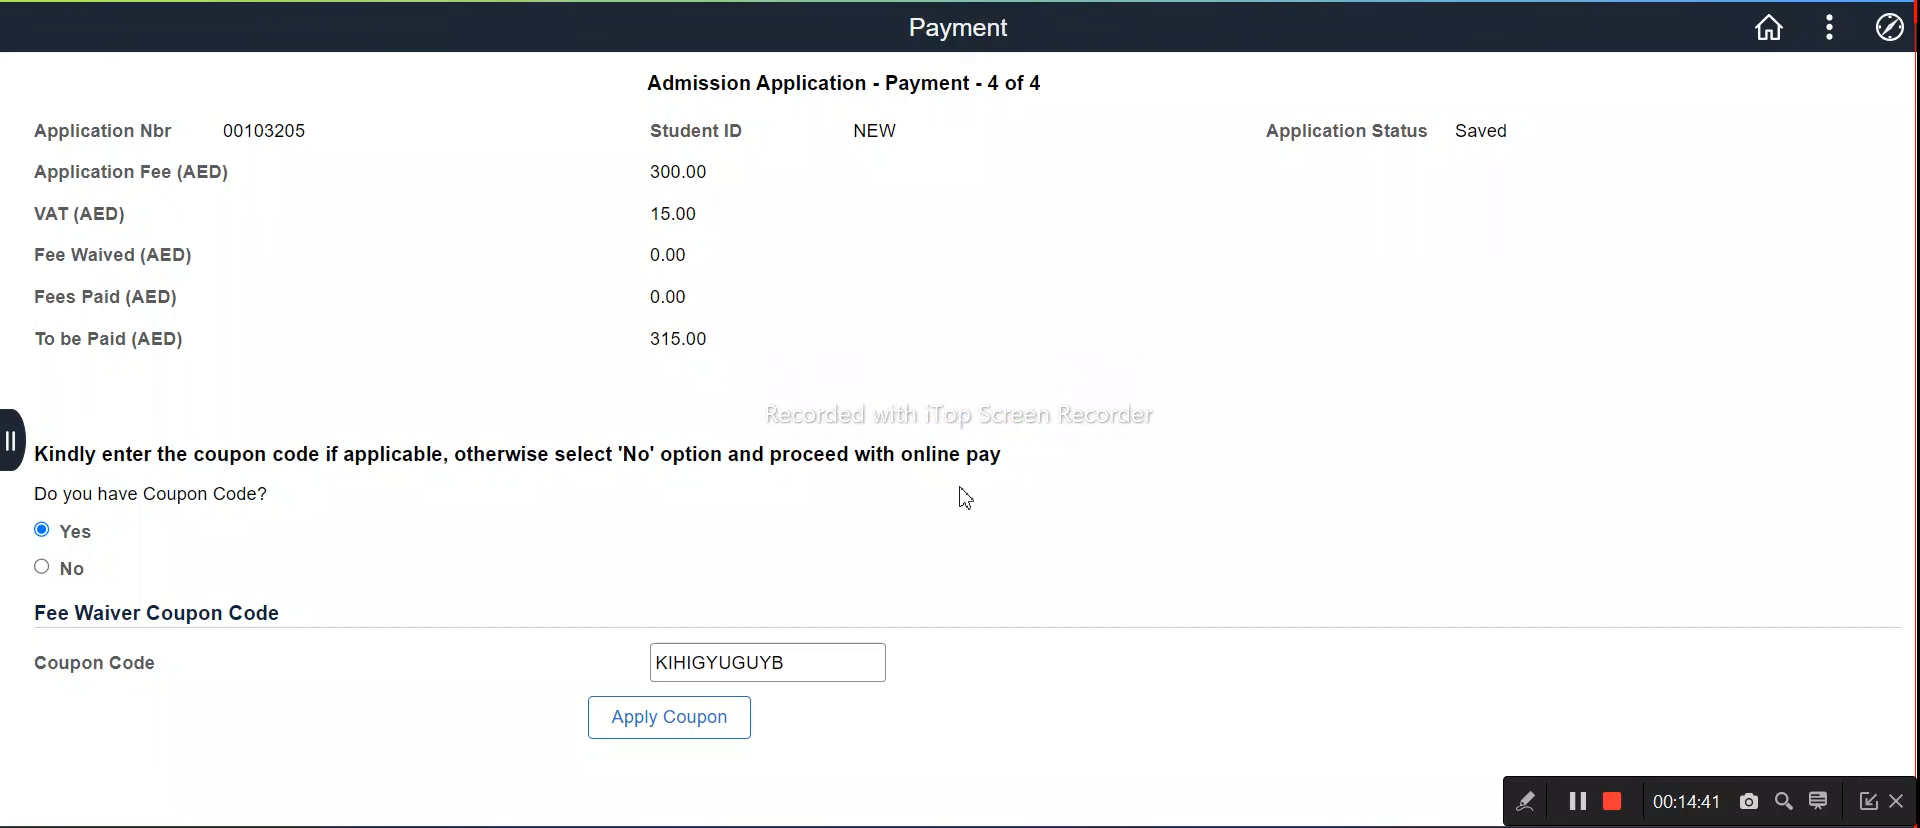 Payment
Admission Application - Payment - 4 of 4
Application Nbr 00103205 Student ID NEW Application Status Saved
Application Fee (AED) 300.00
VAT (AED) 15.00
Fee Waived (AED) 0.00
Fees Paid (AED) 0.00
To be Paid (AED) 315.00
Recorded with iTop Screen Recorder
Kindly enter the coupon code if applicable, otherwise select 'No' option and proceed with online pay
Do you have Coupon Code?
Yes
No
Fee Waiver Coupon Code
Coupon Code KIHIGYUGUYB
Apply Coupon
00:14:41